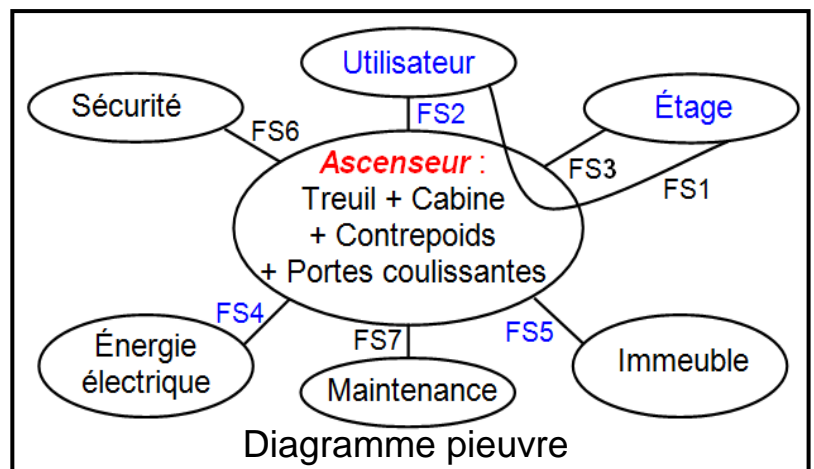 Utilisateur
Sécurité
Étage
FS2
FS6
Ascenseur :
FS3
Treuil + Cabine
FS1
+ Contrepoids
+ Portes coulissantes
FS4
FS7
FS5
Énergie
électrique
Immeuble
Maintenance
Diagramme pieuvre